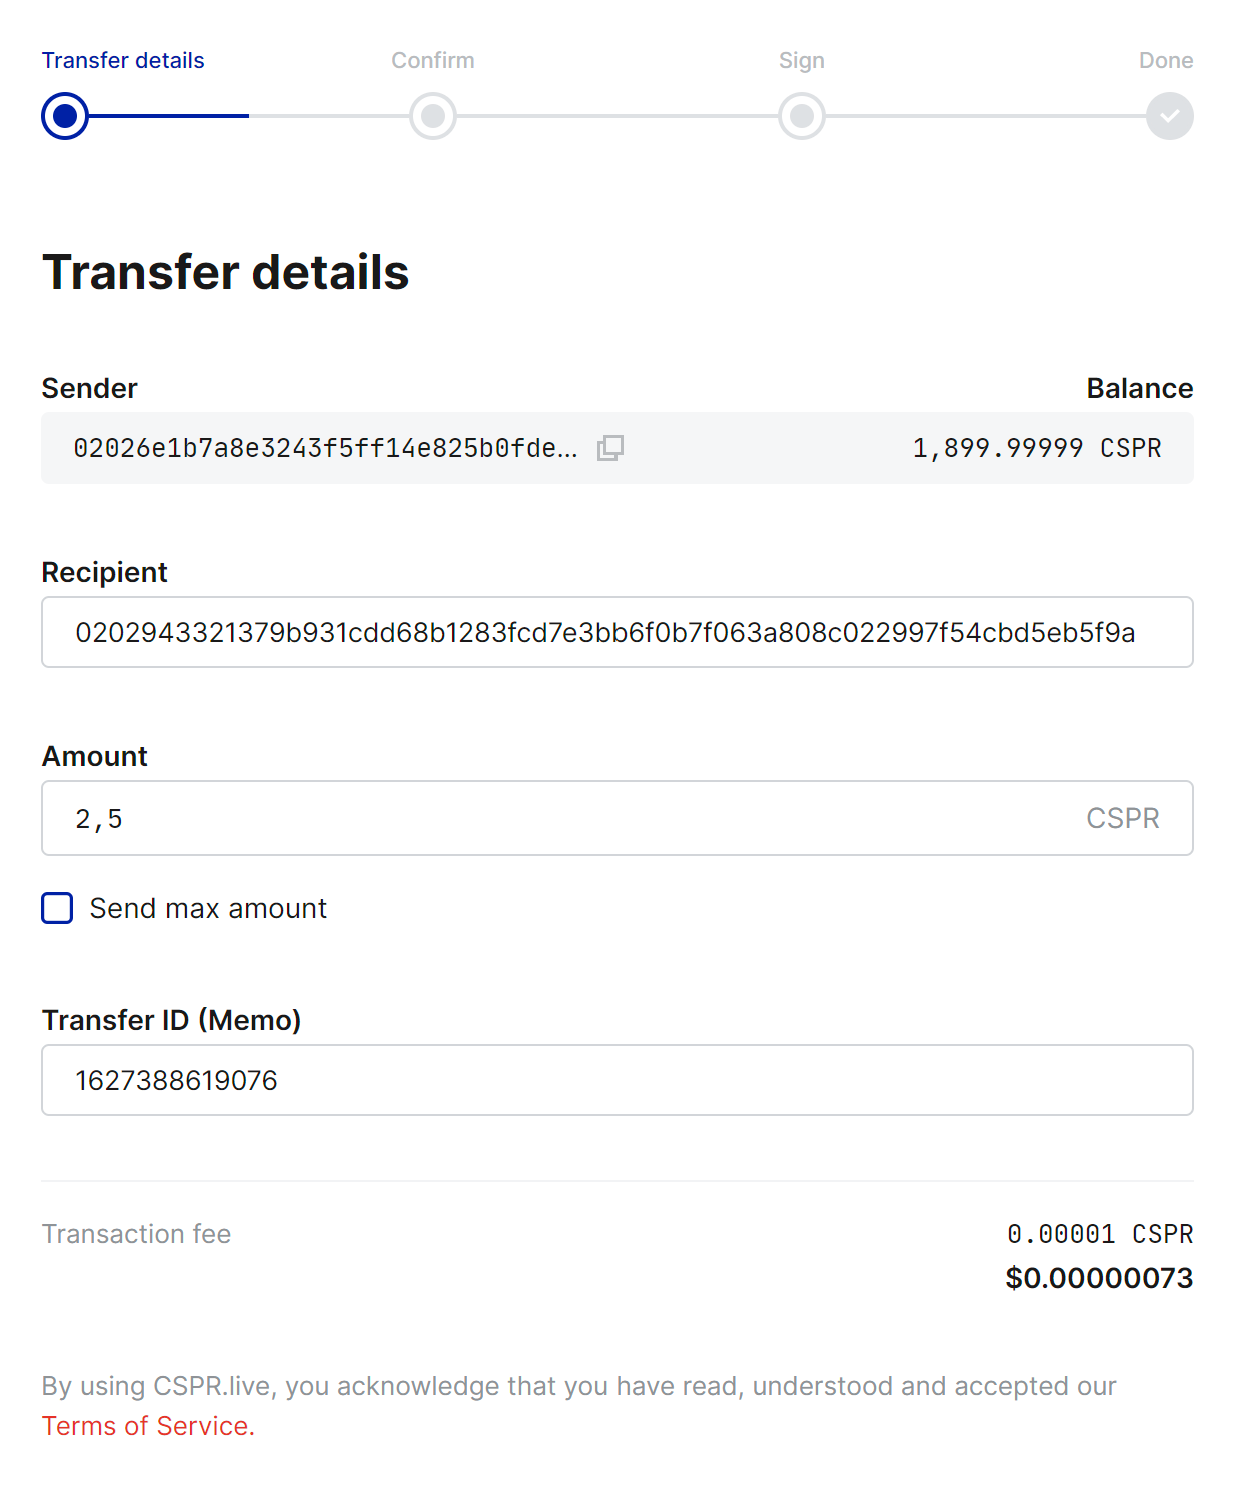 Transfer details Confirm Sign Done
Transfer details
Sender Balance
02026e1b7a8e3243f5ff14e825b0fde... 1,899.99999 CSPR
Recipient
0202943321379b931cdd68b1283fcd7e3bb6f0b7f063a808c022997f54cbd5eb5f9a
Amount
2,5 CSPR
Send max amount
Transfer ID (Memo)
1627388619076
Transaction fee 0.00001 CSPR
$0.00000073
By using CSPR.live, you acknowledge that you have read, understood and accepted our
Terms of Service.